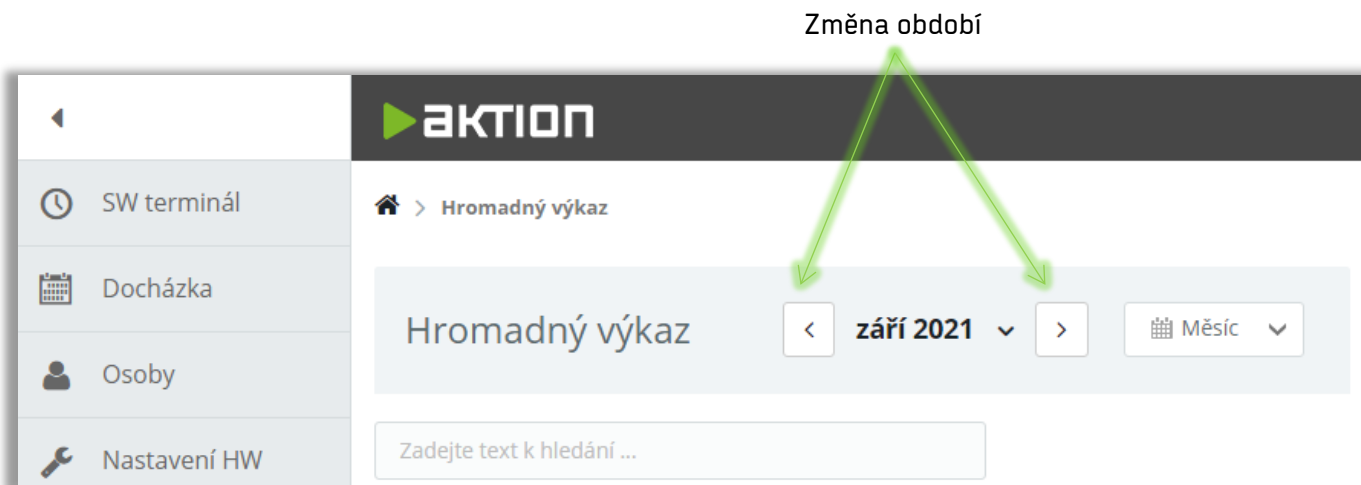 Změna období
aktion
SW terminál
Hromadný výkaz
Docházka
Hromadný výkaz
září 2021
Měsíc
Osoby
Zadejte text k hledání ...
Nastavení HW